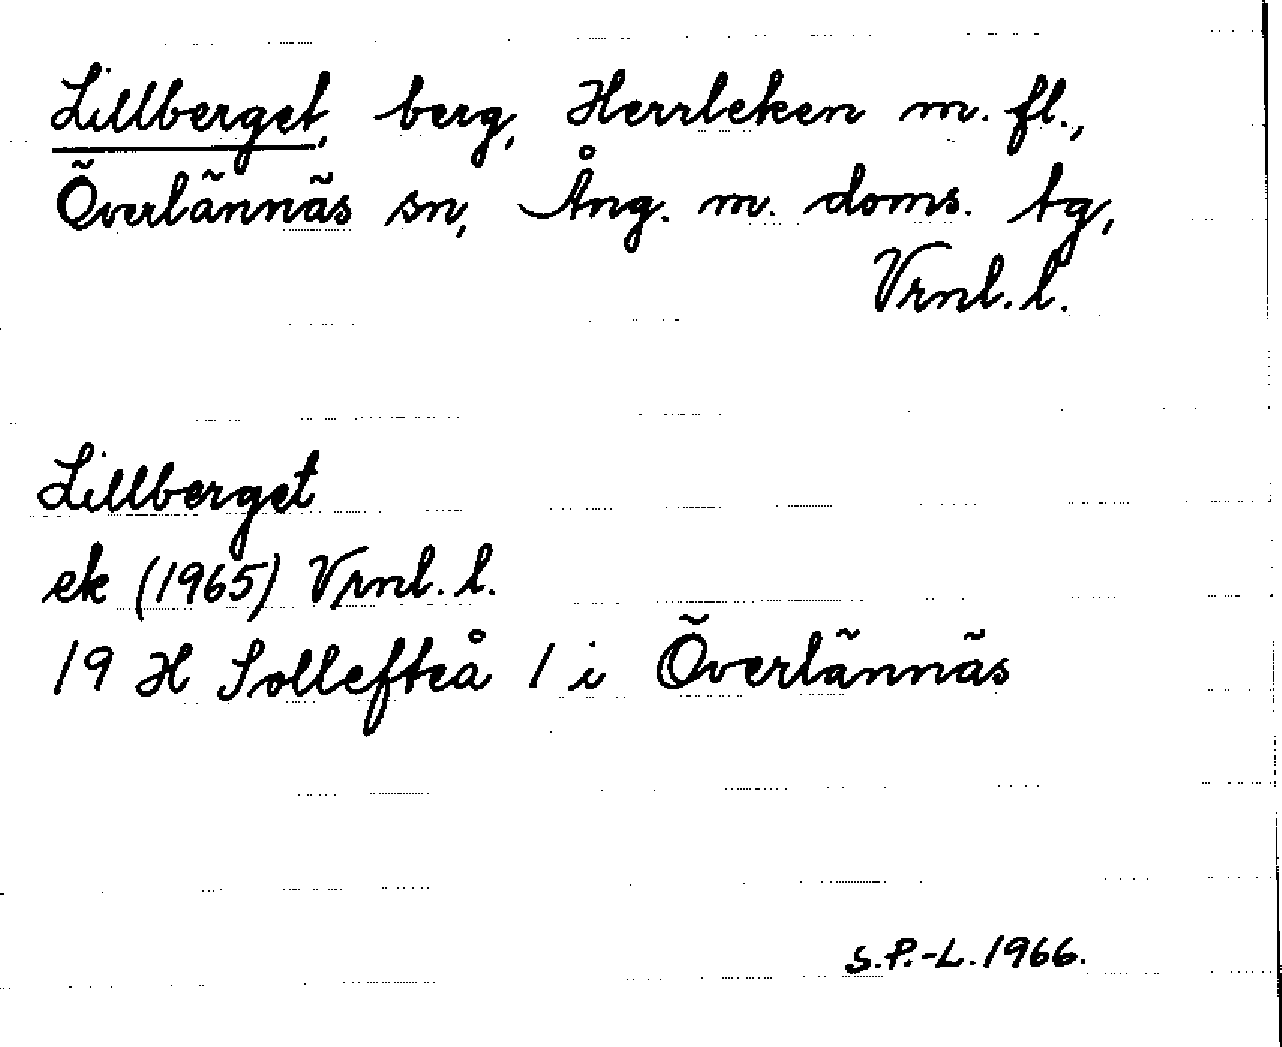 Lillberget, berg, Herrleken m. fl.,
Överlännäs sn, Ång. m. doms. tg,
Vrnl. l.
Lillberget
ek (1965) Vrnl. l.
19 H Sollefteå 1 i Överlännäs
S.P.-L. 1966.